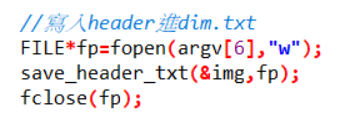 //寫入header進dim.txt
FILE*fp=fopen(argv[6],"w");
save_header_txt(&img,fp);
fclose(fp);